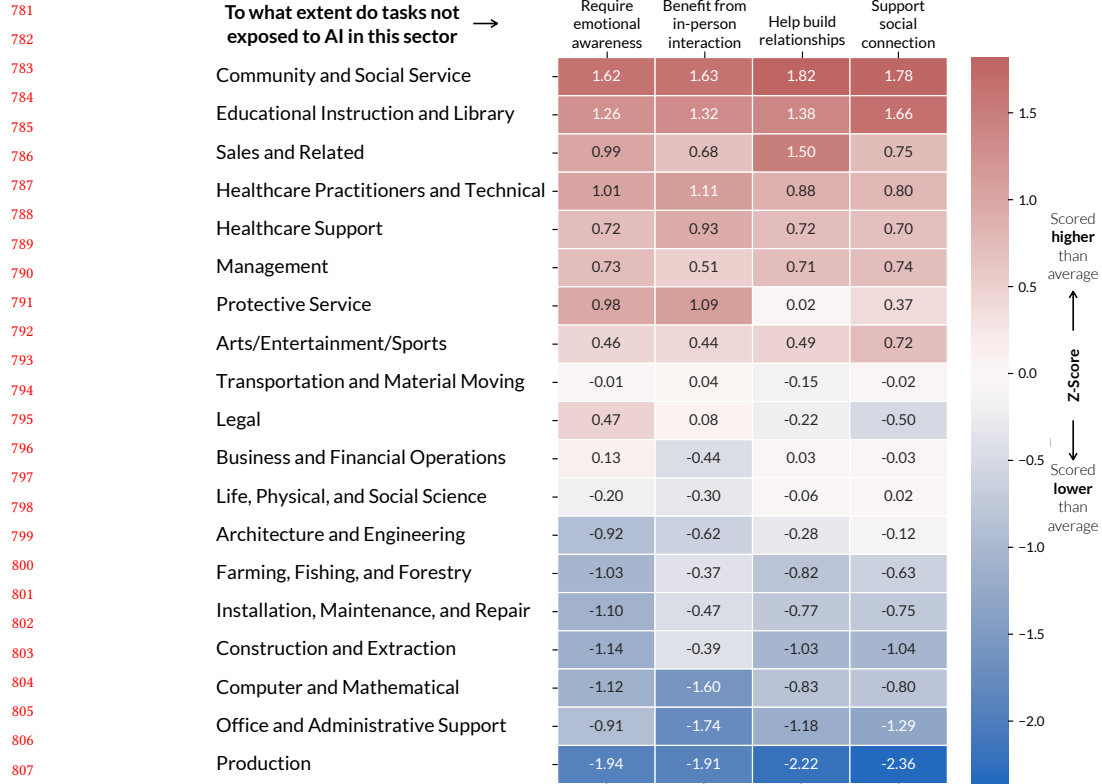 781
782
783
784
785
786
787
788
789
790
791
792
793
794
795
796
797
798
799
800
801
802
803
804
805
806
807
To what extent do tasks not
exposed to AI in this sector →
Require
emotional
awareness
Benefit from
in-person
interaction
Help build
relationships
Support
social
connection
Community and Social Service 1.62 1.63 1.82 1.78
Educational Instruction and Library 1.26 1.32 1.38 1.66
Sales and Related 0.99 0.68 1.50 0.75
Healthcare Practitioners and Technical 1.01 1.11 0.88 0.80
Healthcare Support 0.72 0.93 0.72 0.70
Management 0.73 0.51 0.71 0.74
Protective Service 0.98 1.09 0.02 0.37
Arts/Entertainment/Sports 0.46 0.44 0.49 0.72
Transportation and Material Moving -0.01 0.04 -0.15 -0.02
Legal 0.47 0.08 -0.22 -0.50
Business and Financial Operations 0.13 -0.44 0.03 -0.03
Life, Physical, and Social Science -0.20 -0.30 -0.06 0.02
Architecture and Engineering -0.92 -0.62 -0.28 -0.12
Farming, Fishing, and Forestry -1.03 -0.37 -0.82 -0.63
Installation, Maintenance, and Repair -1.10 -0.47 -0.77 -0.75
Construction and Extraction -1.14 -0.39 -1.03 -1.04
Computer and Mathematical -1.12 -1.60 -0.83 -0.80
Office and Administrative Support -0.91 -1.74 -1.18 -1.29
Production -1.94 -1.91 -2.22 -2.36
1.5
1.0
0.5
0.0
−0.5
−1.0
−1.5
−2.0
Scored
higher
than
average
Z-Score
Scored
lower
than
average